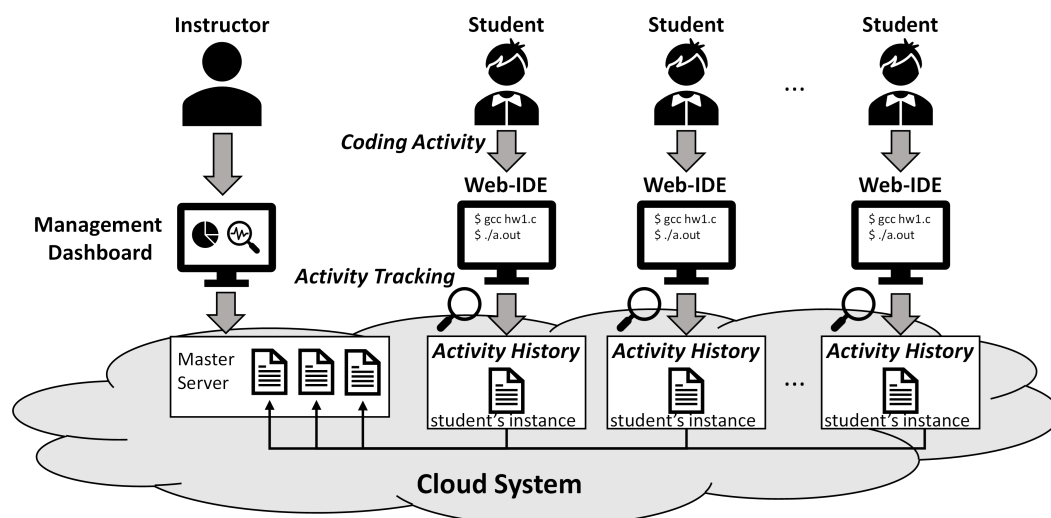 Instructor
Student
Student
Student
...
Coding Activity
Web-IDE
Web-IDE
Web-IDE
$ gcc hw1.c
$ ./a.out
$ gcc hw1.c
$ ./a.out
$ gcc hw1.c
$ ./a.out
Management
Dashboard
Activity Tracking
Master
Server
Activity History
student's instance
Activity History
student's instance
...
Activity History
student's instance
Cloud System